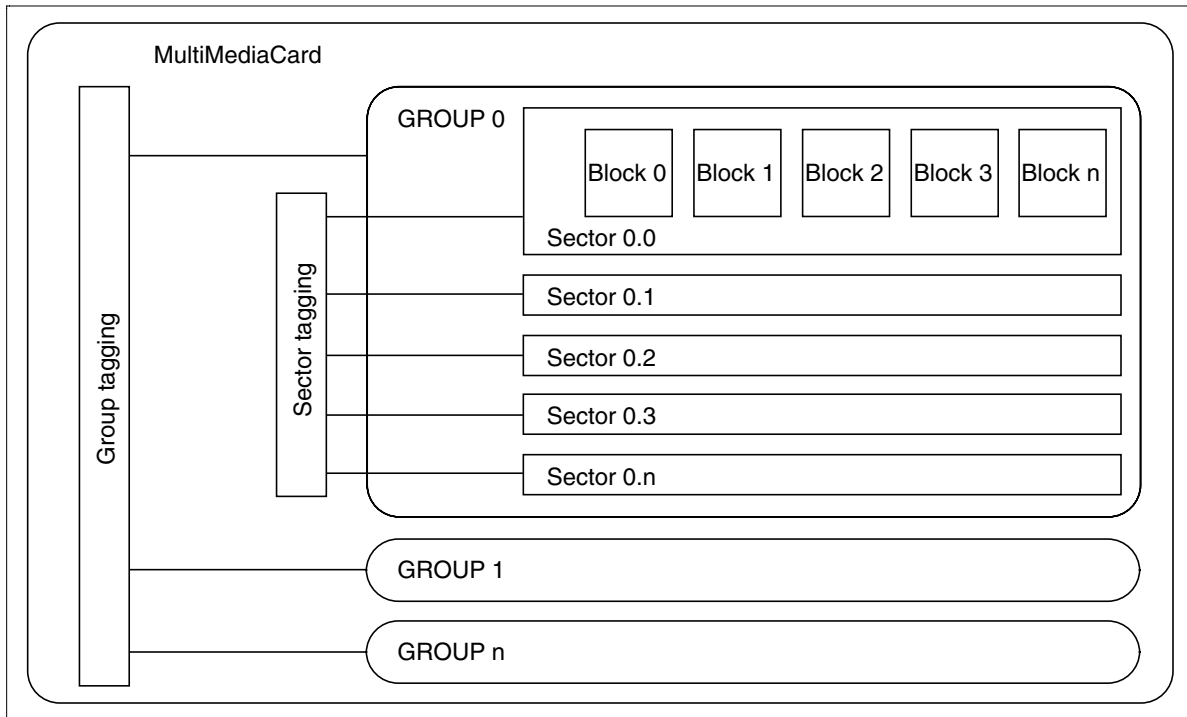 MultiMediaCard
Group tagging
Sector tagging
GROUP 0
Block 0
Block 1
Block 2
Block 3
Block n
Sector 0.0
Sector 0.1
Sector 0.2
Sector 0.3
Sector 0.n
GROUP 1
GROUP n